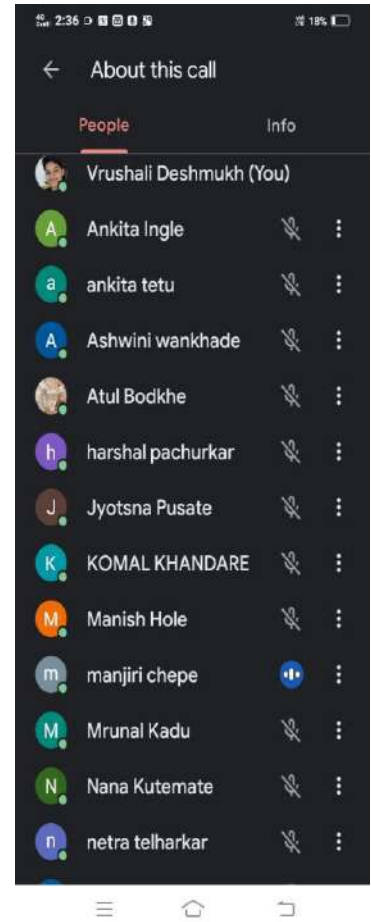 2:36
18%
About this call
People Info
Vrushali Deshmukh (You)
A Ankita Ingle
a ankita tetu
A Ashwini wankhade
Atul Bodkhe
h harshal pachurkar
J Jyotsna Pusate
K KOMAL KHANDARE
M Manish Hole
m manjiri chepe
M Mrunal Kadu
N Nana Kutemate
n netra telharkar